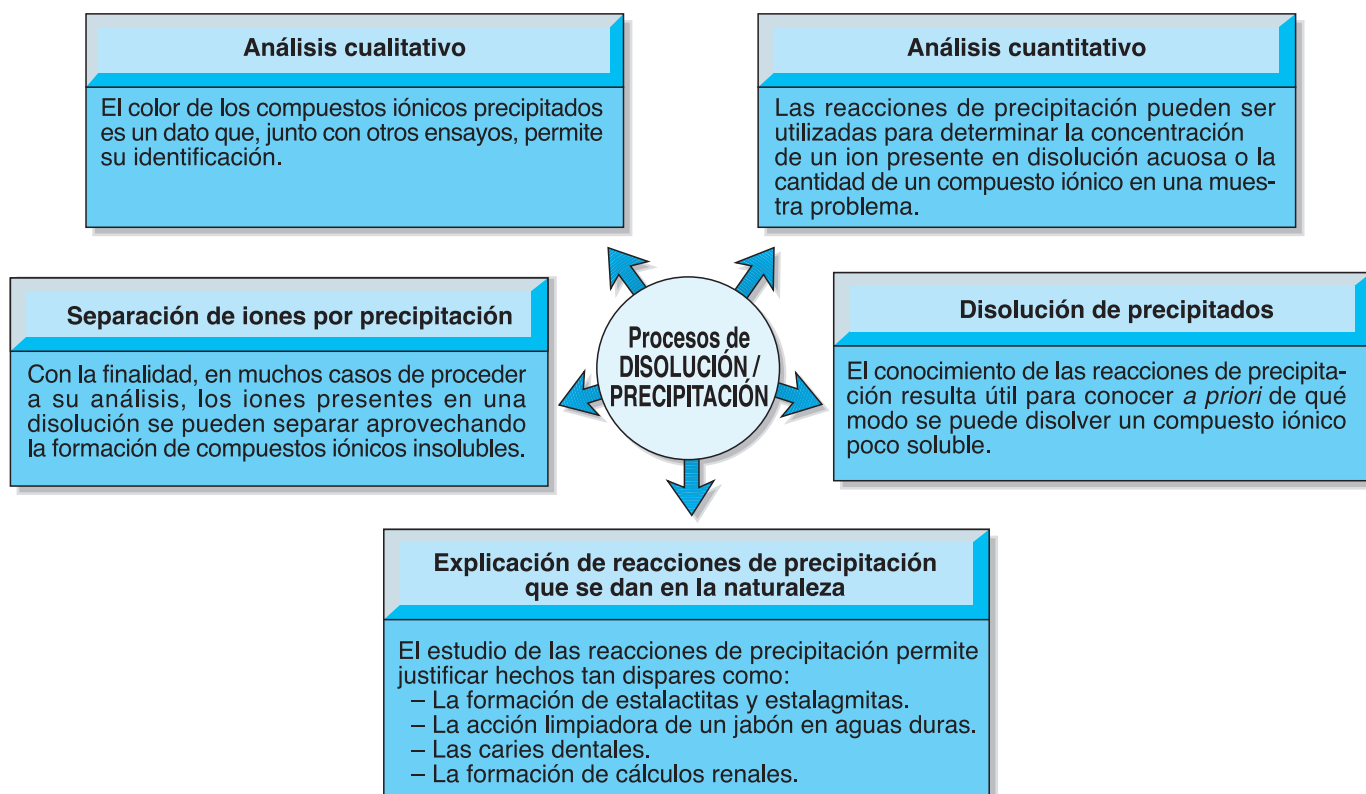 Análisis cualitativo
El color de los compuestos iónicos precipitados
es un dato que, junto con otros ensayos, permite
su identificación.
Análisis cuantitativo
Las reacciones de precipitación pueden ser
utilizadas para determinar la concentración
de un ion presente en disolución acuosa o la
cantidad de un compuesto iónico en una mues-
tra problema.
Separación de iones por precipitación
Con la finalidad, en muchos casos de proceder
a su análisis, los iones presentes en una
disolución se pueden separar aprovechando
la formación de compuestos iónicos insolubles.
Procesos de
DISOLUCIÓN /
PRECIPITACIÓN
Disolución de precipitados
El conocimiento de las reacciones de precipita-
ción resulta útil para conocer a priori de qué
modo se puede disolver un compuesto iónico
poco soluble.
Explicación de reacciones de precipitación
que se dan en la naturaleza
El estudio de las reacciones de precipitación permite
justificar hechos tan dispares como:
– La formación de estalactitas y estalagmitas.
– La acción limpiadora de un jabón en aguas duras.
– Las caries dentales.
– La formación de cálculos renales.